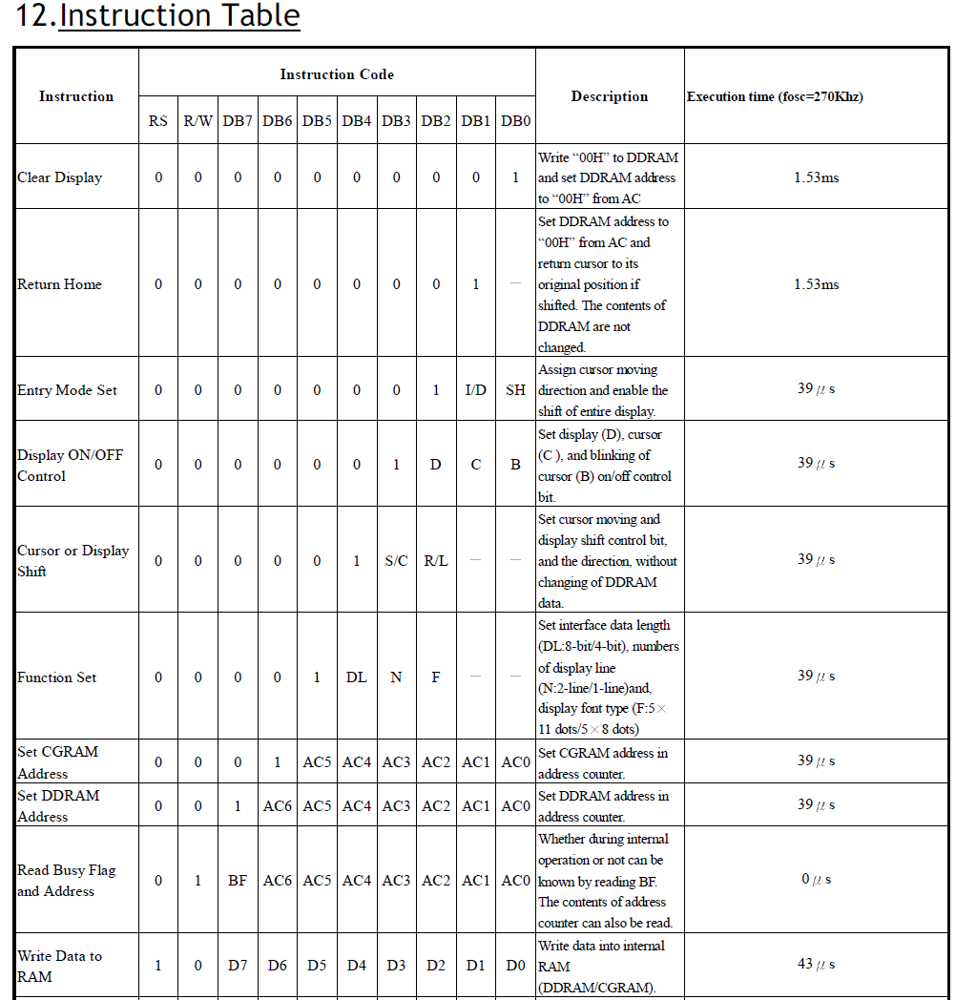 12.Instruction Table
Instruction
Instruction Code
Description
Execution time (fosc=270Khz)
RS R/W DB7 DB6 DB5 DB4 DB3 DB2 DB1 DB0
Clear Display
0 0 0 0 0 0 0 0 0 1
Write “00H” to DDRAM
and set DDRAM address
to “00H” from AC
1.53ms
Return Home
0 0 0 0 0 0 0 0 1 —
Set DDRAM address to
“00H” from AC and
return cursor to its
original position if
shifted. The contents of
DDRAM are not
changed.
1.53ms
Entry Mode Set
0 0 0 0 0 0 0 1 I/D SH
Assign cursor moving
direction and enable the
shift of entire display.
39 μ s
Display ON/OFF
Control
0 0 0 0 0 0 1 D C B
Set display (D), cursor
(C ), and blinking of
cursor (B) on/off control
bit.
39 μ s
Cursor or Display
Shift
0 0 0 0 0 1 S/C R/L — —
Set cursor moving and
display shift control bit,
and the direction, without
changing of DDRAM
data.
39 μ s
Function Set
0 0 0 0 1 DL N F — —
Set interface data length
(DL:8-bit/4-bit), numbers
of display line
(N:2-line/1-line)and,
display font type (F:5×
11 dots/5×8 dots)
39 μ s
Set CGRAM
Address
0 0 0 1 AC5 AC4 AC3 AC2 AC1 AC0
Set CGRAM address in
address counter.
39 μ s
Set DDRAM
Address
0 0 1 AC6 AC5 AC4 AC3 AC2 AC1 AC0
Set DDRAM address in
address counter.
39 μ s
Read Busy Flag
and Address
0 1 BF AC6 AC5 AC4 AC3 AC2 AC1 AC0
Whether during internal
operation or not can be
known by reading BF.
The contents of address
counter can also be read.
0 μ s
Write Data to
RAM
1 0 D7 D6 D5 D4 D3 D2 D1 D0
Write data into internal
RAM
(DDRAM/CGRAM).
43 μ s